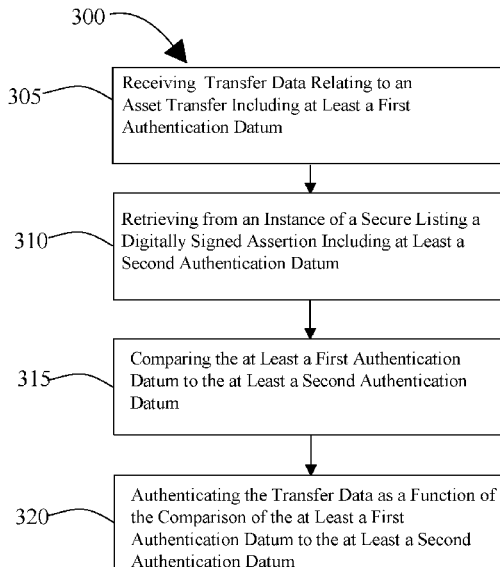 300
305
Receiving Transfer Data Relating to an
Asset Transfer Including at Least a First
Authentication Datum
310
Retrieving from an Instance of a Secure Listing a
Digitally Signed Assertion Including at Least a
Second Authentication Datum
315
Comparing the at Least a First Authentication
Datum to the at Least a Second Authentication
Datum
320
Authenticating the Transfer Data as a Function of
the Comparison of the at Least a First
Authentication Datum to the at Least a Second
Authentication Datum